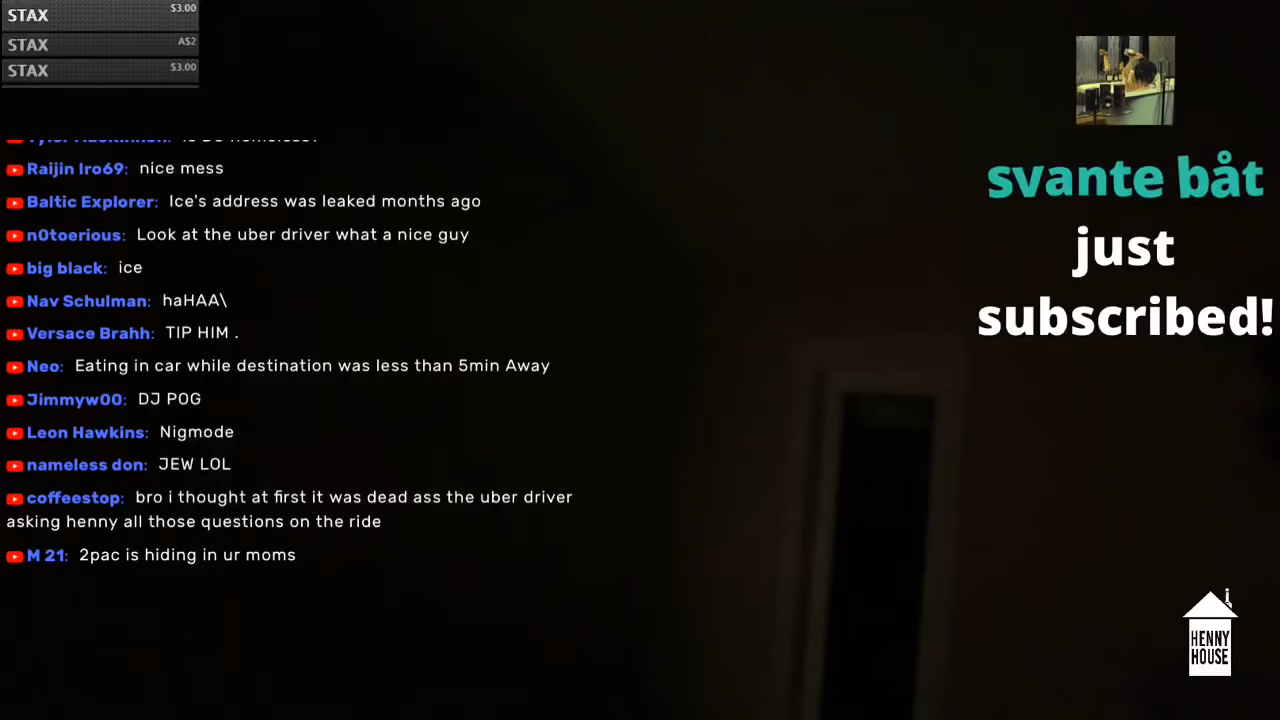 STAX $3.00
STAX A$2
STAX $3.00
Raijin Iro69: nice mess
Baltic Explorer: Ice's address was leaked months ago
n0toerious: Look at the uber driver what a nice guy
big black: ice
Nav Schulman: haHAA\
Versace Brahh: TIP HIM .
Neo: Eating in car while destination was less than 5min Away
Jimmyw00: DJ POG
Leon Hawkins: Nigmode
nameless don: JEW LOL
coffeestop: bro i thought at first it was dead ass the uber driver
asking henny all those questions on the ride
M 21: 2pac is hiding in ur moms
svante båt
just
subscribed!
HENNY
HOUSE